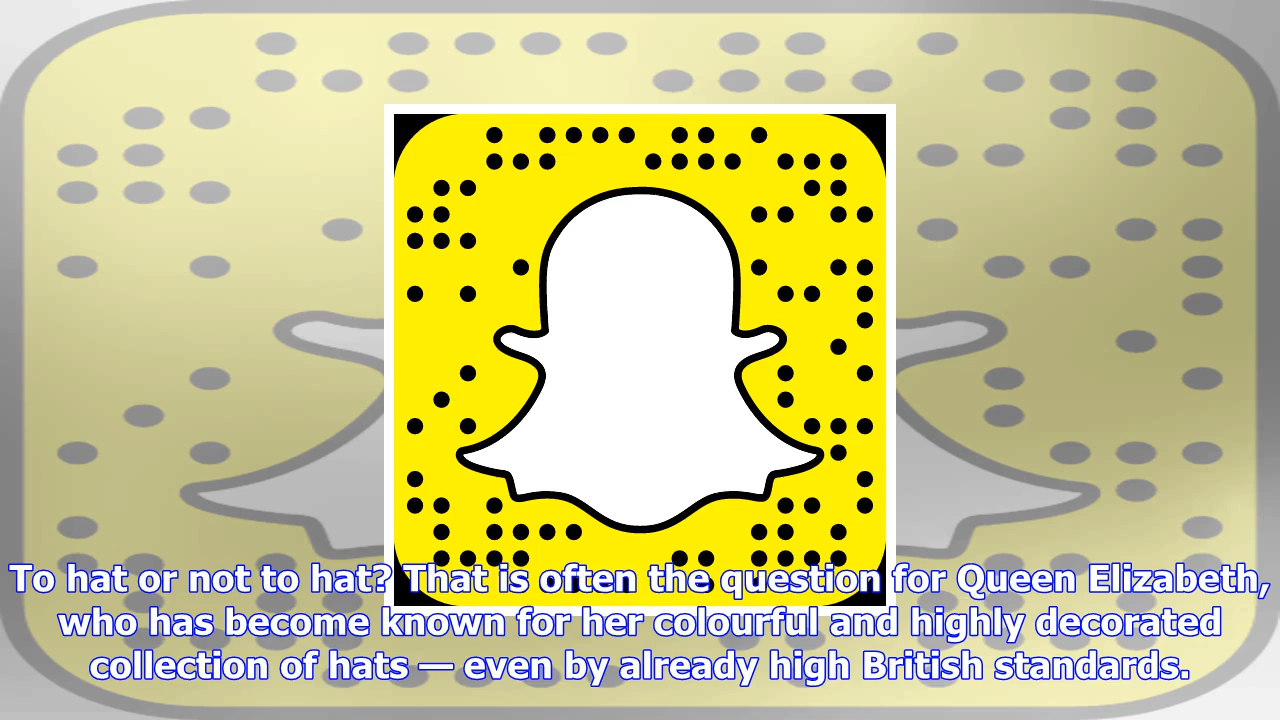 To hat or not to hat? That is often the question for Queen Elizabeth,
who has become known for her colourful and highly decorated
collection of hats — even by already high British standards.